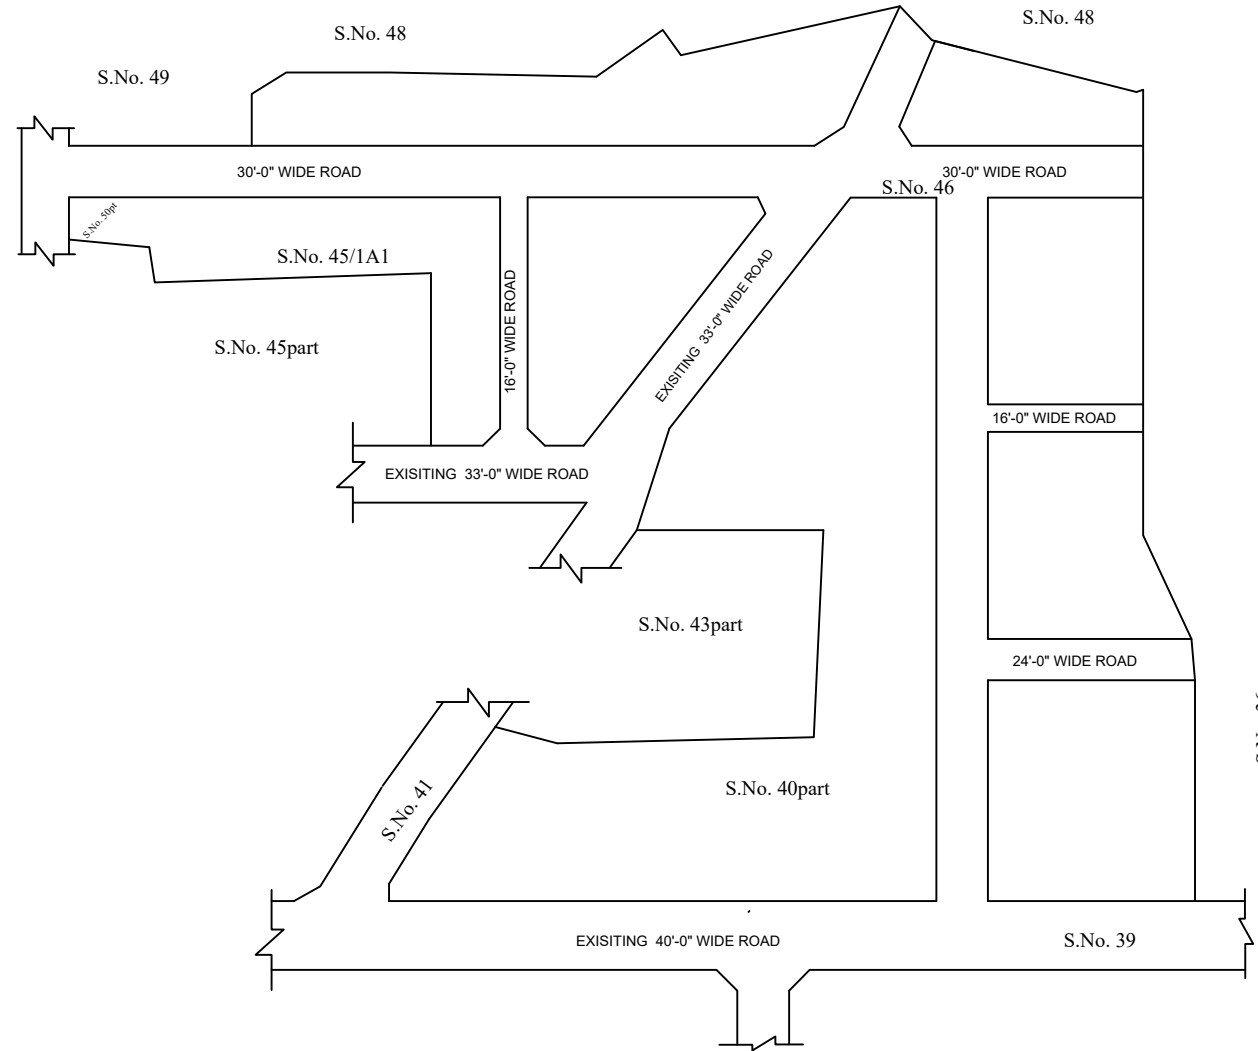 S.No. 48
S.No. 48
S.No. 49
30'-0" WIDE ROAD
30'-0" WIDE ROAD
S.No. 46
S.No. 50pt
S.No. 45/1A1
EXISITING 33'-0" WIDE ROAD
16'-0" WIDE ROAD
S.No. 45part
16'-0" WIDE ROAD
EXISITING 33'-0" WIDE ROAD
S.No. 43part
24'-0" WIDE ROAD
S.No. 41
S.No. 40part
EXISITING 40'-0" WIDE ROAD
S.No. 39